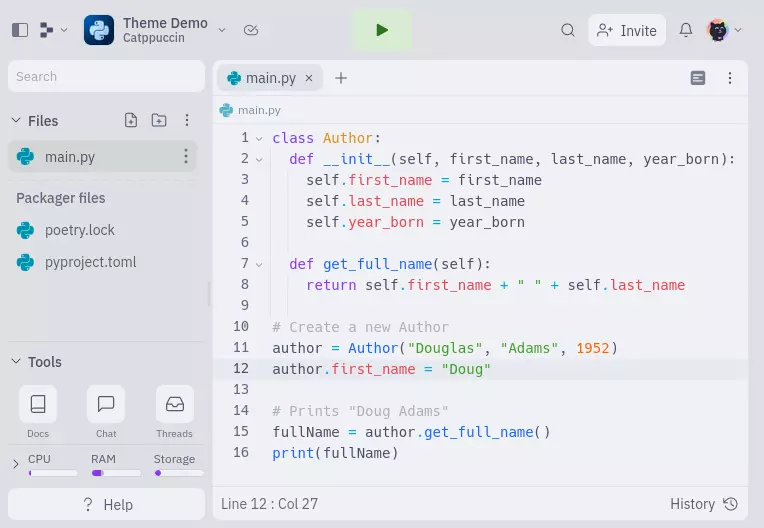 Theme Demo
Catppuccin
Invite
Search
Files
main.py
Packager files
poetry.lock
pyproject.toml
Tools
Docs Chat Threads
CPU RAM Storage
? Help
main.py ×
main.py
1 class Author:
2   def __init__(self, first_name, last_name, year_born):
3     self.first_name = first_name
4     self.last_name = last_name
5     self.year_born = year_born
6
7   def get_full_name(self):
8     return self.first_name + " " + self.last_name
9
10 # Create a new Author
11 author = Author("Douglas", "Adams", 1952)
12 author.first_name = "Doug"
13
14 # Prints "Doug Adams"
15 fullName = author.get_full_name()
16 print(fullName)
Line 12 : Col 27
History